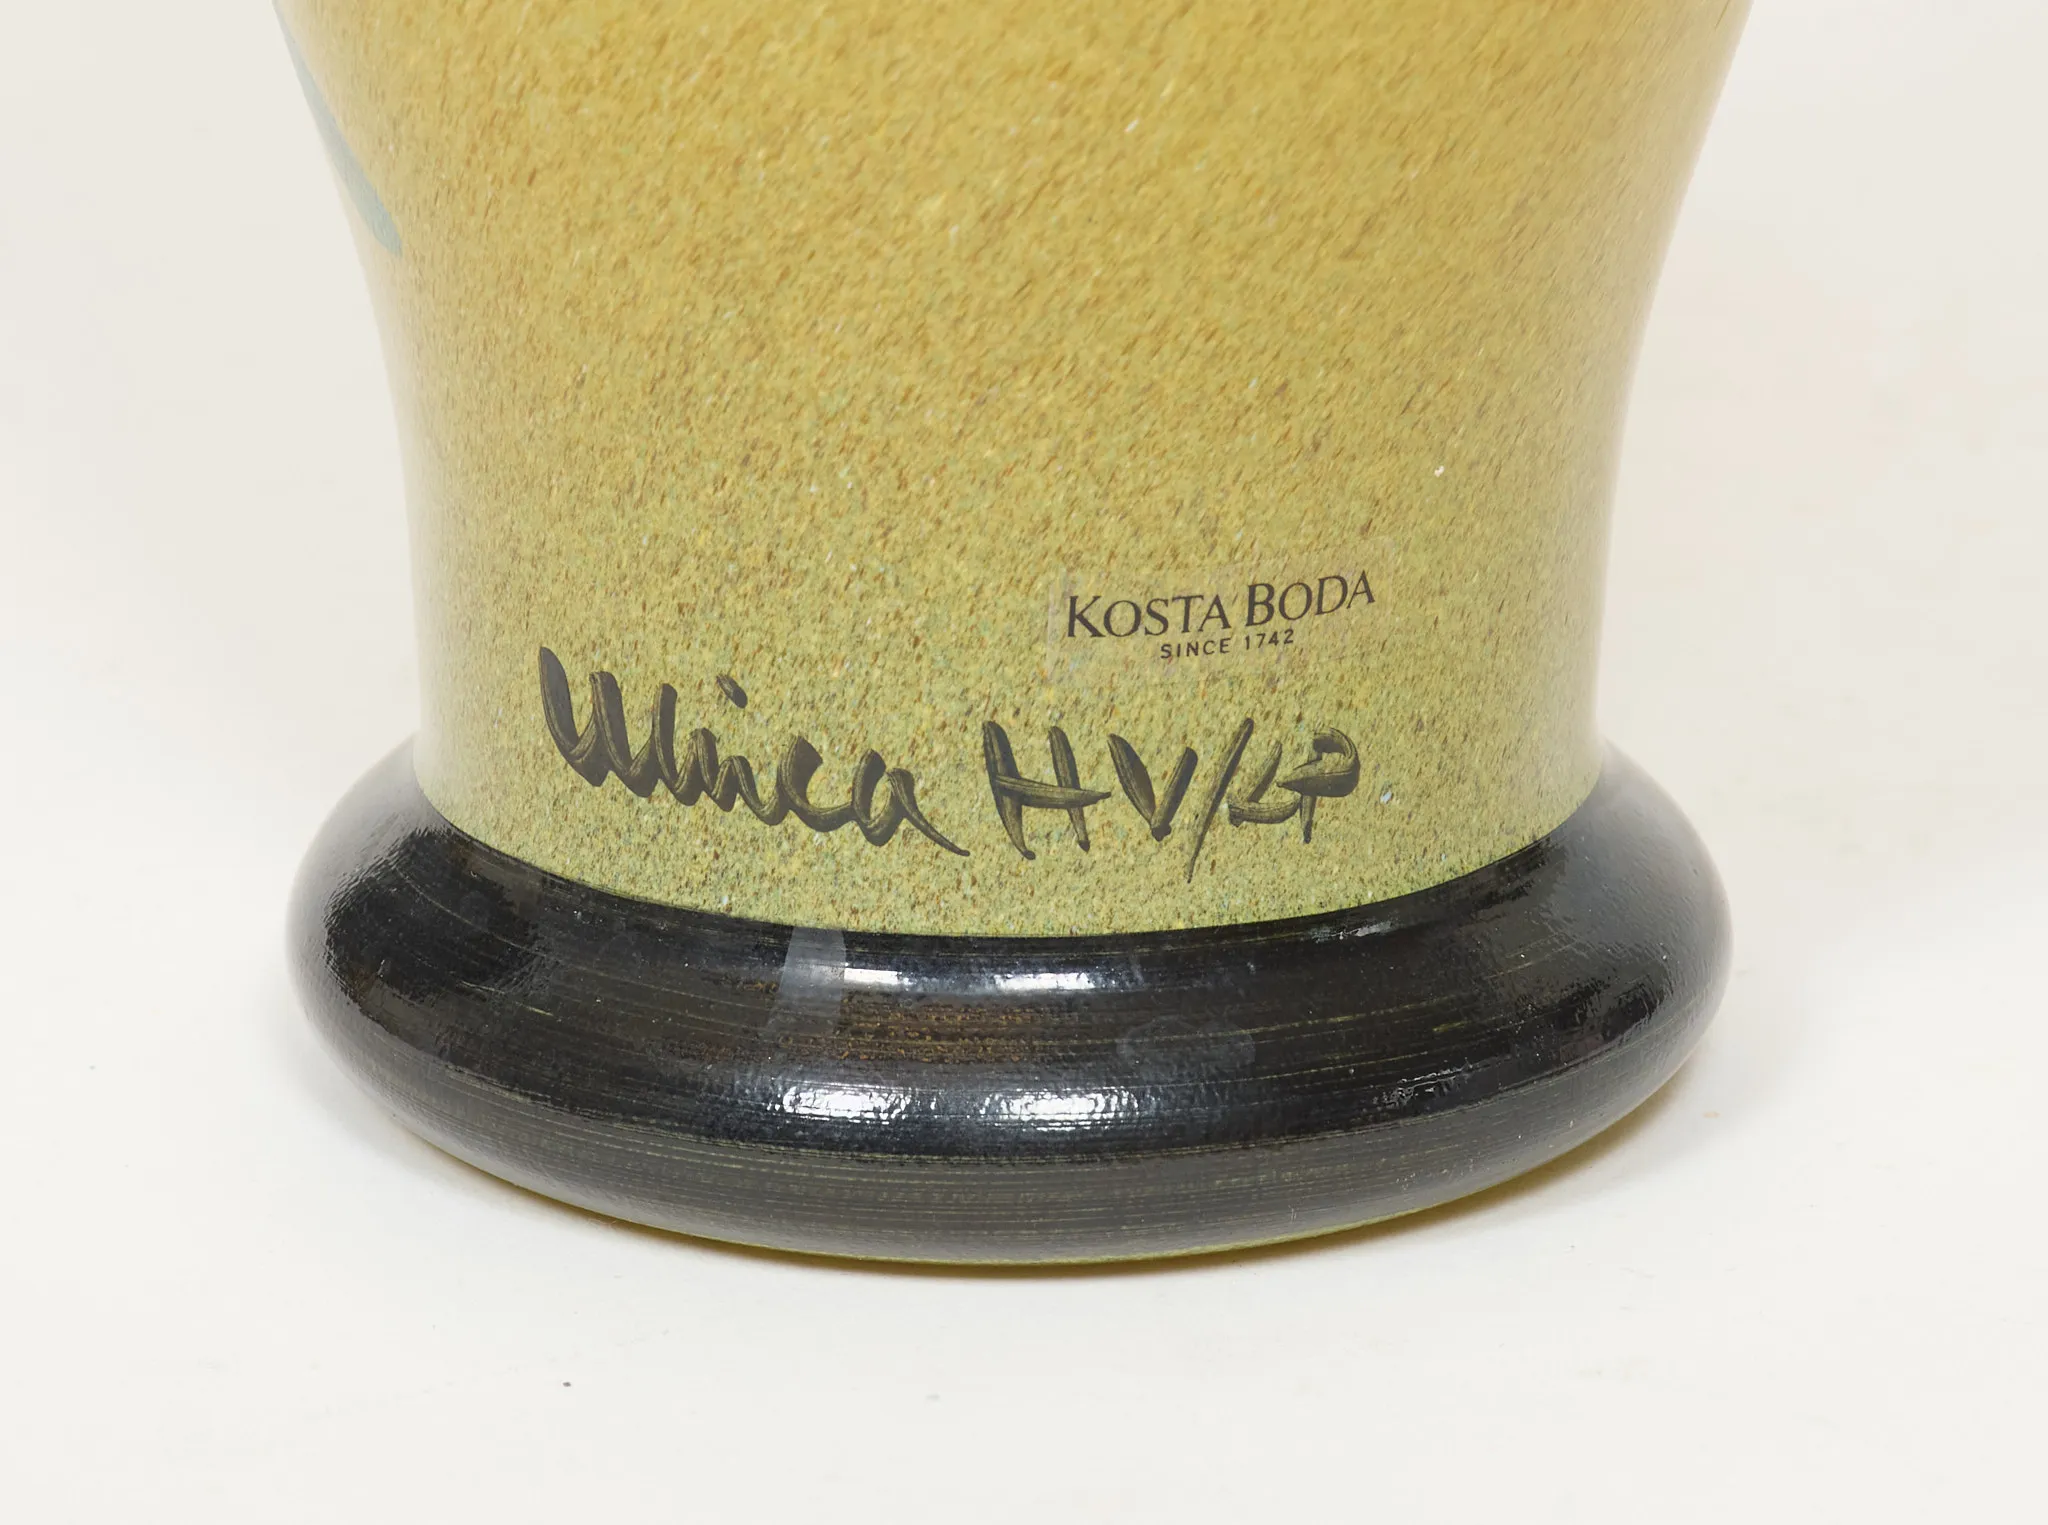 KOSTA BODA
SINCE 1742
Ulrica HV/LP